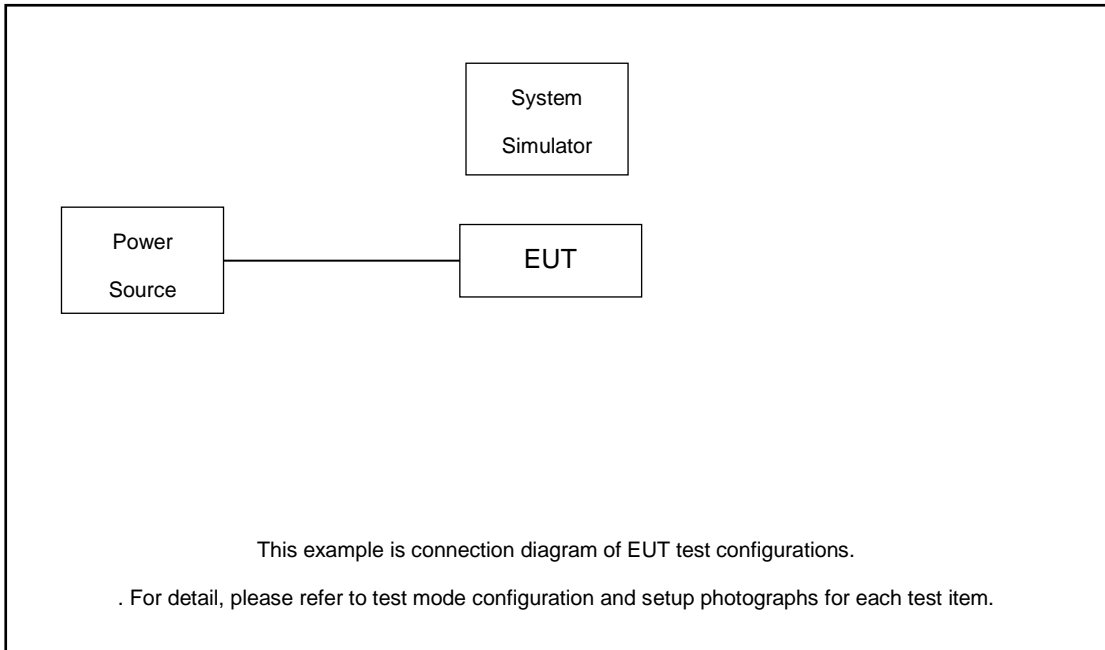 System
Simulator
Power
Source
EUT
This example is connection diagram of EUT test configurations.
. For detail, please refer to test mode configuration and setup photographs for each test item.